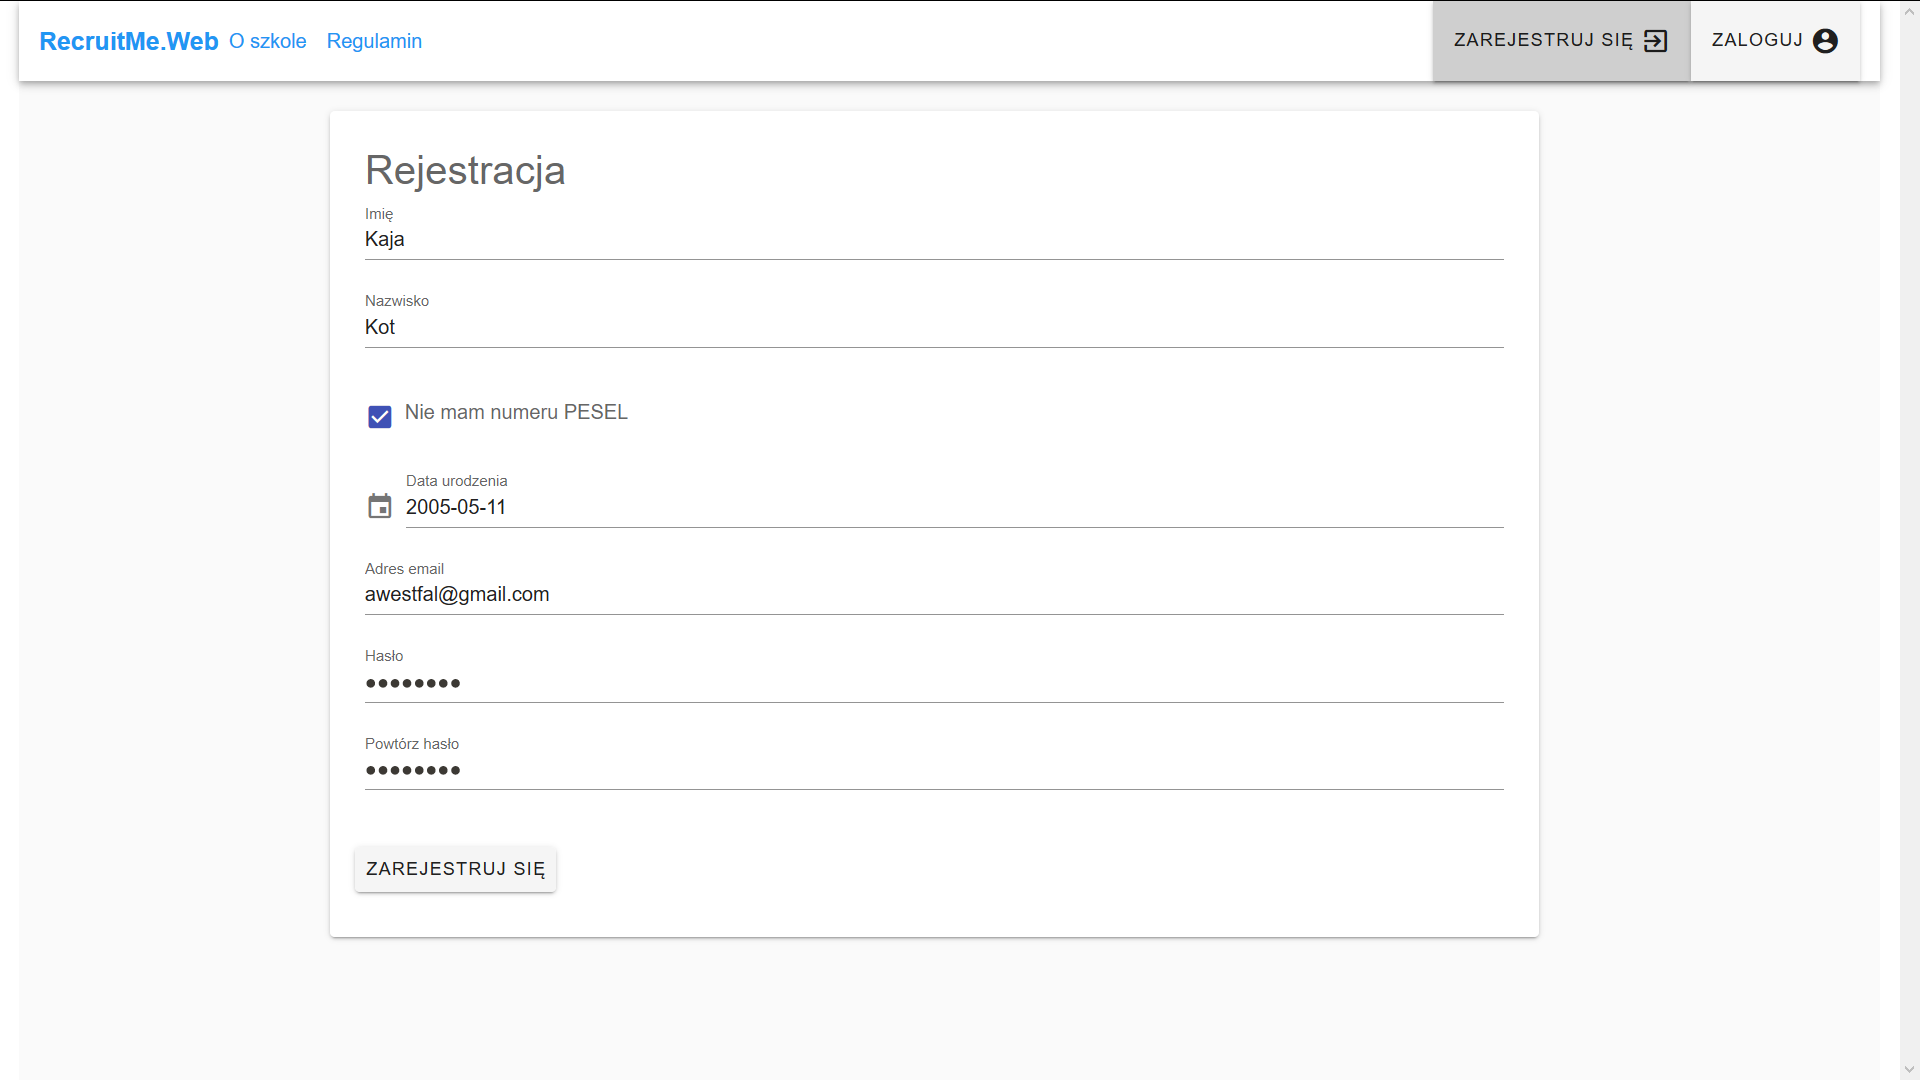 RecruitMe.Web O szkole Regulamin ZAREJESTRUJ SIĘ ZALOGUJ
Rejestracja
Imię
Kaja
Nazwisko
Kot
Nie mam numeru PESEL
Data urodzenia
2005-05-11
Adres email
awestfal@gmail.com
Hasło
••••••••
Powtórz hasło
••••••••
ZAREJESTRUJ SIĘ